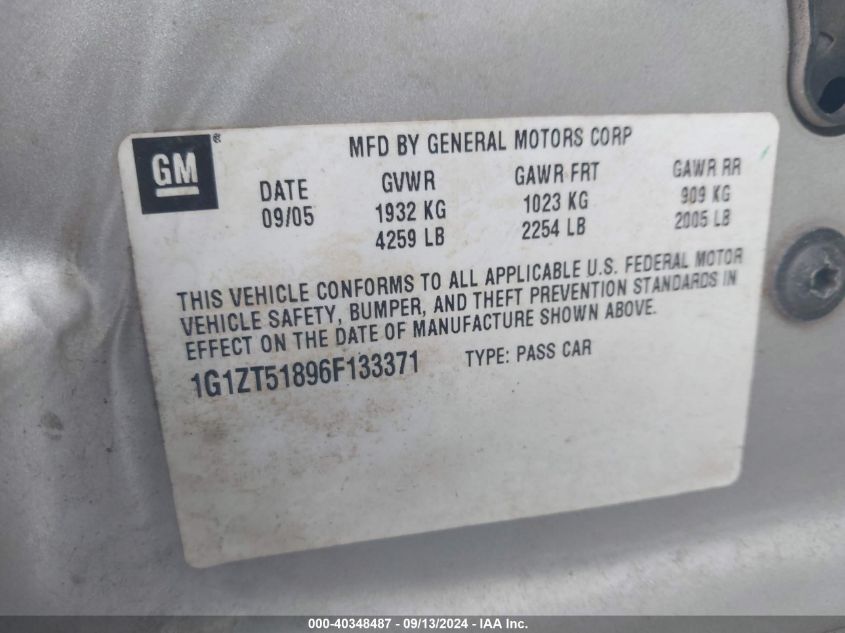 GM®
MFD BY GENERAL MOTORS CORP
DATE GVWR GAWR FRT GAWR RR
09/05 1932 KG 1023 KG 909 KG
4259 LB 2254 LB 2005 LB
THIS VEHICLE CONFORMS TO ALL APPLICABLE U.S. FEDERAL MOTOR
VEHICLE SAFETY, BUMPER, AND THEFT PREVENTION STANDARDS IN
EFFECT ON THE DATE OF MANUFACTURE SHOWN ABOVE.
1G1ZT51896F133371 TYPE: PASS CAR
000-40348487 - 09/13/2024 - IAA Inc.